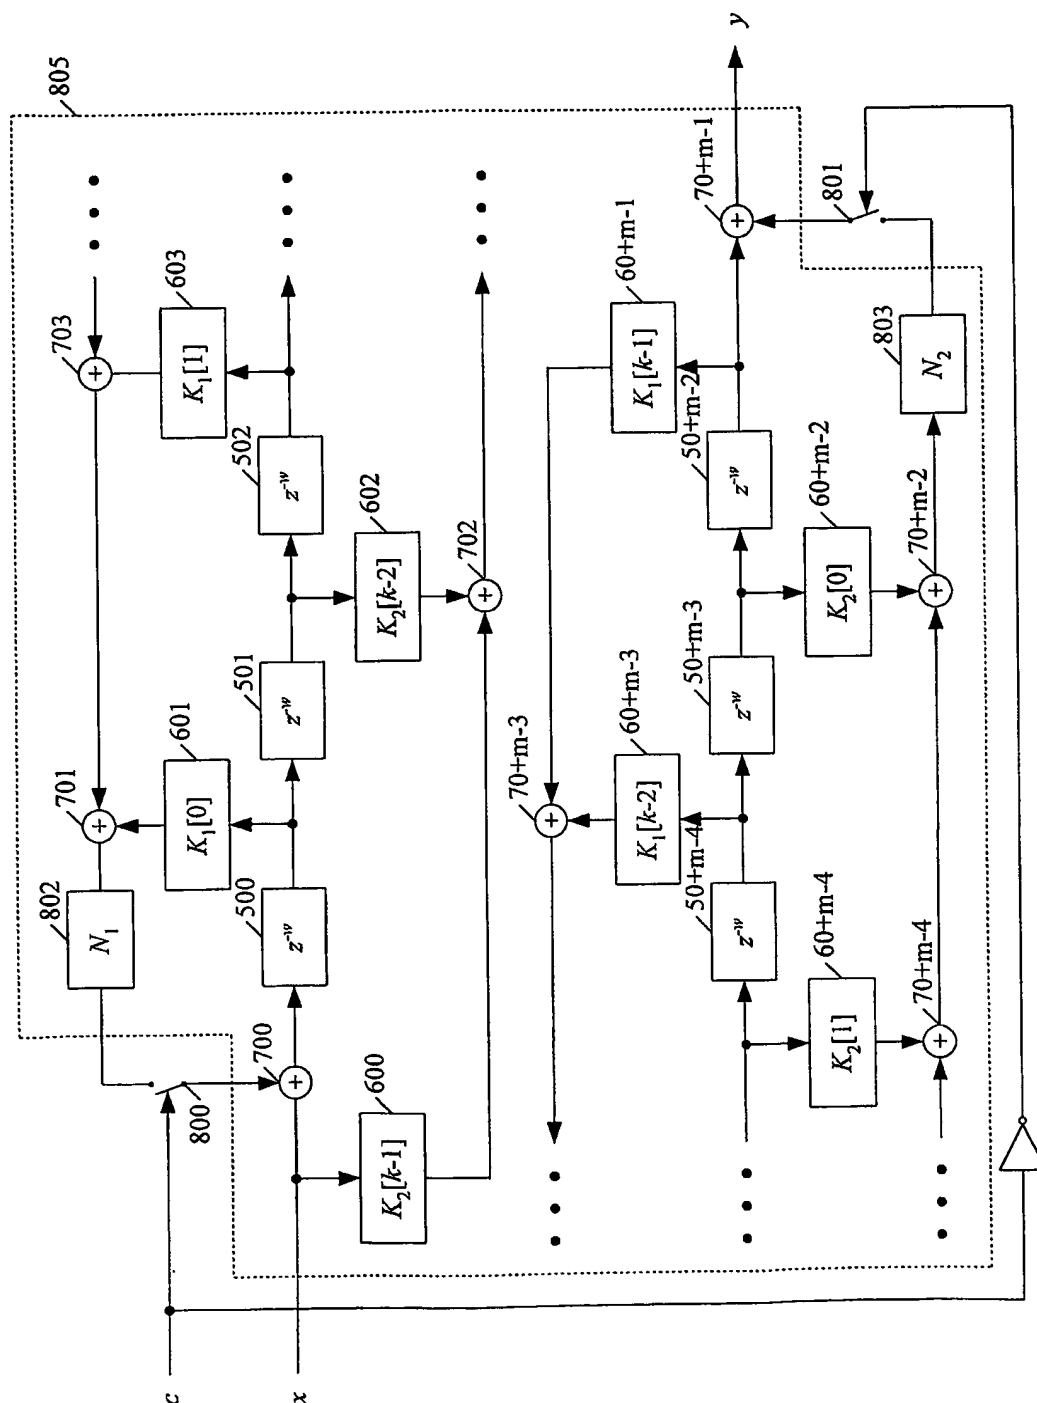 805
y
703
603
K₁[1]
70+m-1
801
60+m-1
K₁[k-1]
502
z⁻ʷ
602
K₂[k-2]
702
50+m-2
z⁻ʷ
60+m-2
K₂[0]
803
N₂
70+m-2
501
z⁻ʷ
701
601
K₁[0]
70+m-3
60+m-3
K₁[k-2]
50+m-3
z⁻ʷ
802
N₁
500
z⁻ʷ
50+m-4
z⁻ʷ
60+m-4
K₂[1]
70+m-4
800
700
600
K₂[k-1]
c
x